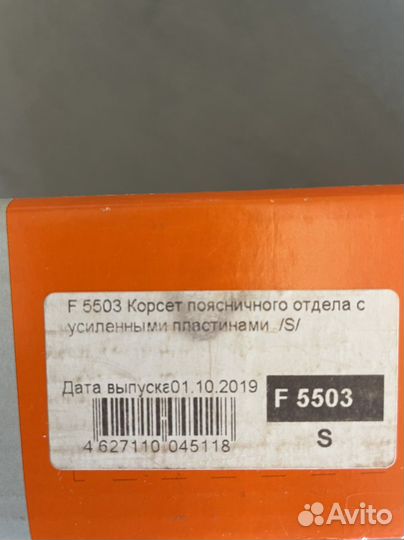 F 5503 Корсет поясничного отдела с
усиленными пластинами /S/
Дата выпуска01.10.2019
F 5503
4 627110 045118
S
Avito